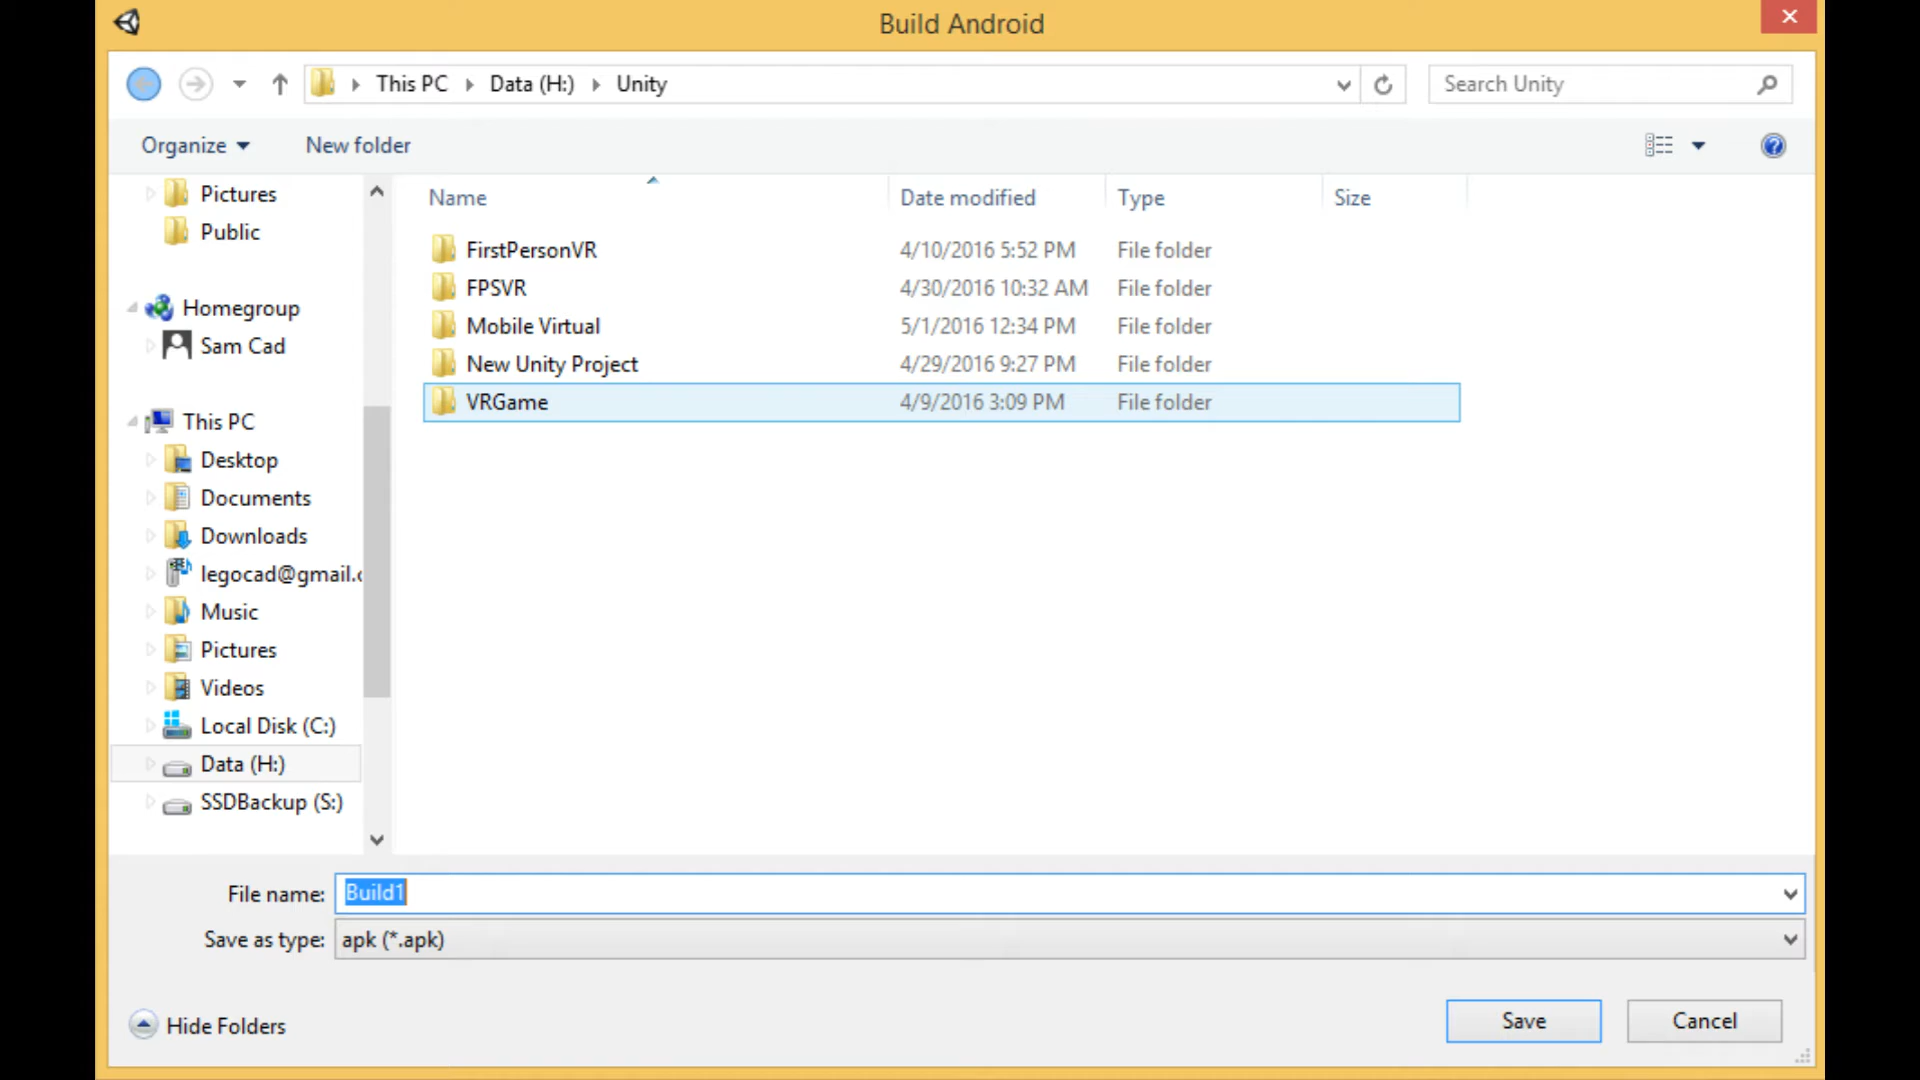 Build Android
This PC Data (H:) Unity
Search Unity
Organize New folder
Pictures
Public
Homegroup
Sam Cad
This PC
Desktop
Documents
Downloads
legocad@gmail.
Music
Pictures
Videos
Local Disk (C:)
Data (H:)
SSDBackup (S:)
Name Date modified Type Size
FirstPersonVR 4/10/2016 5:52 PM File folder
FPSVR 4/30/2016 10:32 AM File folder
Mobile Virtual 5/1/2016 12:34 PM File folder
New Unity Project 4/29/2016 9:27 PM File folder
VRGame 4/9/2016 3:09 PM File folder
File name: Build1
Save as type: apk (*.apk)
Hide Folders
Save Cancel